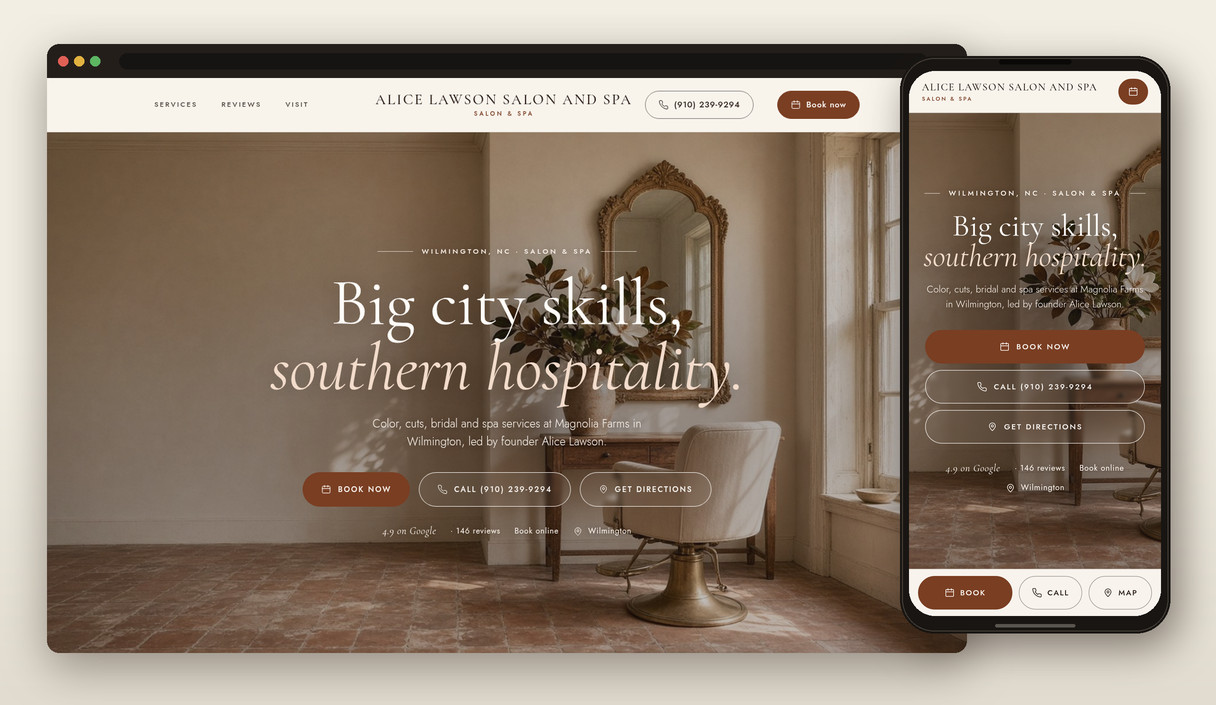 SERVICES REVIEWS VISIT
ALICE LAWSON SALON AND SPA
SALON & SPA
(910) 239-9294
Book now
WILMINGTON, NC · SALON & SPA
Big city skills,
southern hospitality.
Color, cuts, bridal and spa services at Magnolia Farms in
Wilmington, led by founder Alice Lawson.
BOOK NOW
CALL (910) 239-9294
GET DIRECTIONS
4.9 on Google · 146 reviews Book online Wilmington
ALICE LAWSON SALON AND SPA
SALON & SPA
WILMINGTON, NC · SALON & SPA
Big city skills,
southern hospitality.
Color, cuts, bridal and spa services at Magnolia Farms
in Wilmington, led by founder Alice Lawson.
BOOK NOW
CALL (910) 239-9294
GET DIRECTIONS
4.9 on Google · 146 reviews Book online
Wilmington
BOOK
CALL
MAP